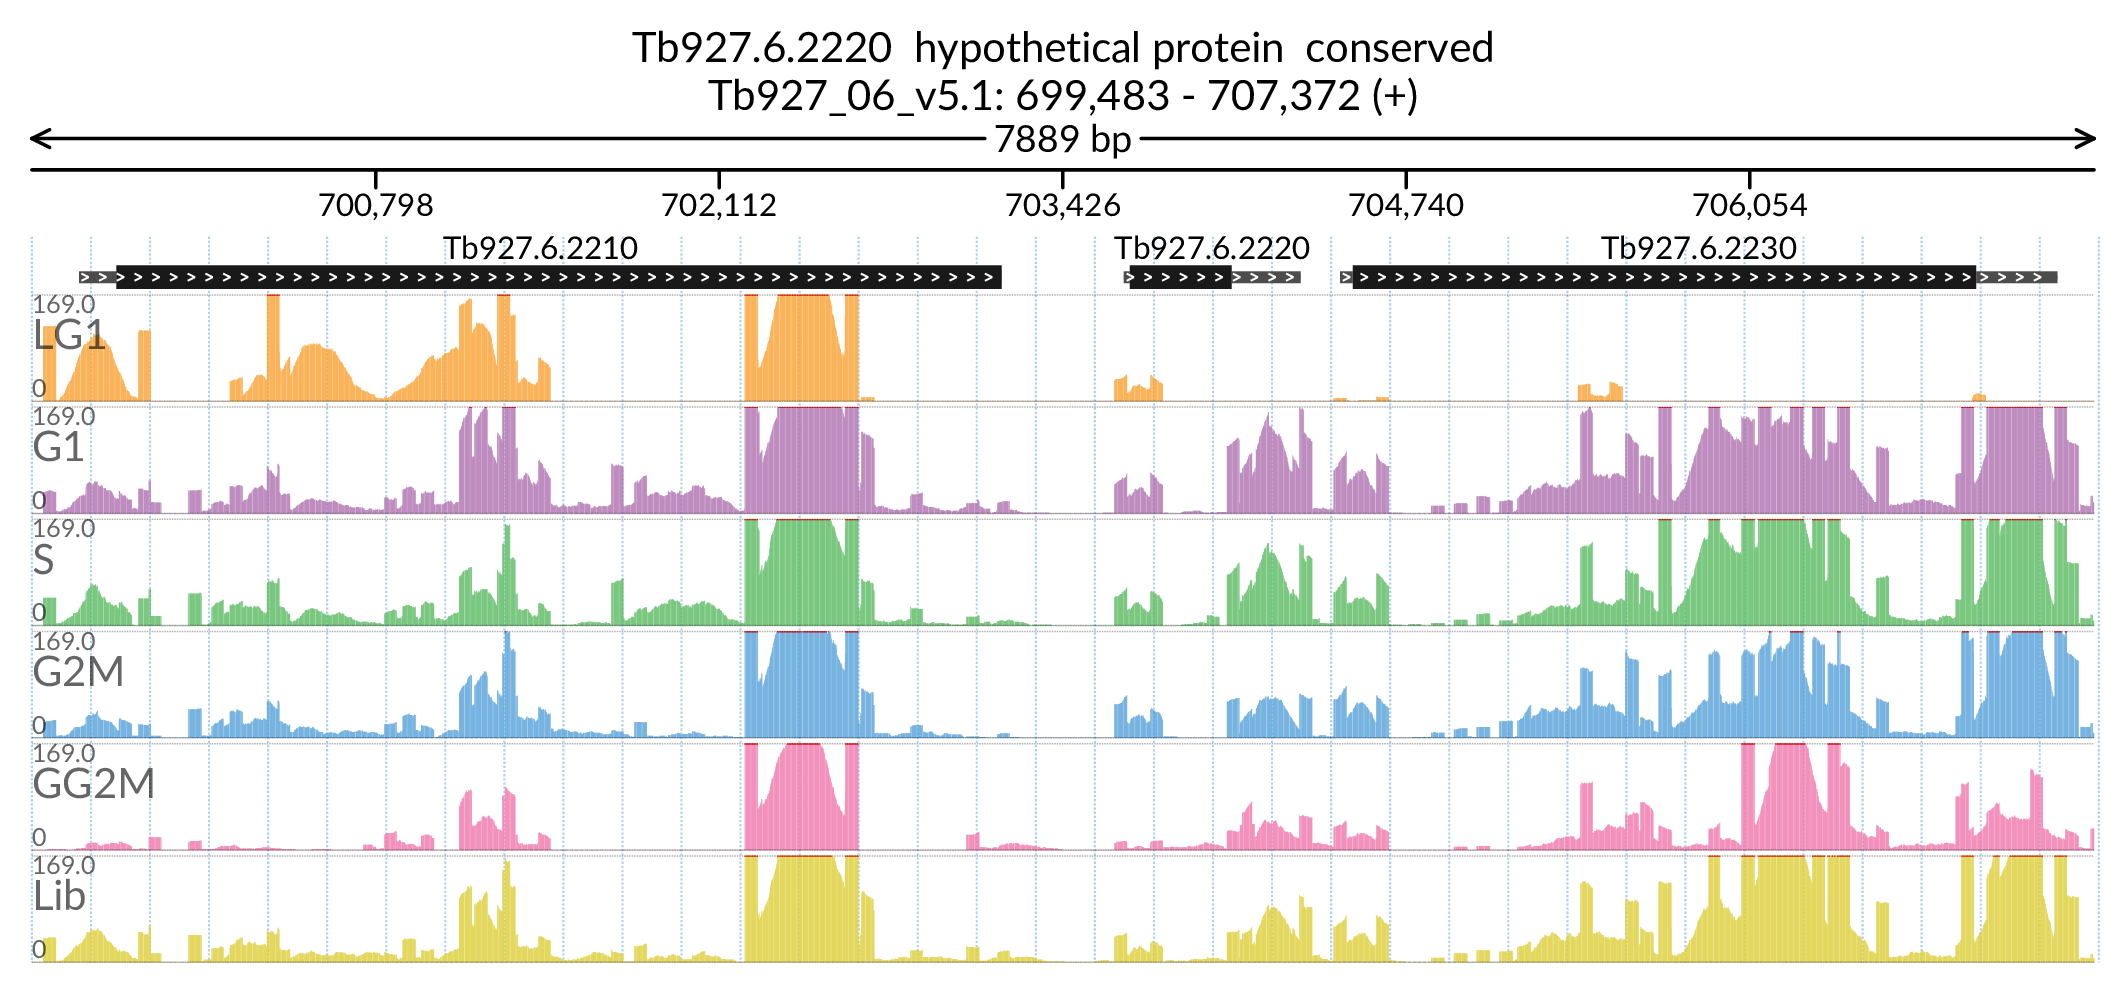 Tb927.6.2220 hypothetical protein conserved
Tb927_06_v5.1: 699,483 - 707,372 (+)
7889 bp
700,798 702,112 703,426 704,740 706,054
Tb927.6.2210 Tb927.6.2220 Tb927.6.2230
169.0
LG1
0
169.0
G1
0
169.0
S
0
169.0
G2M
0
169.0
GG2M
0
169.0
Lib
0